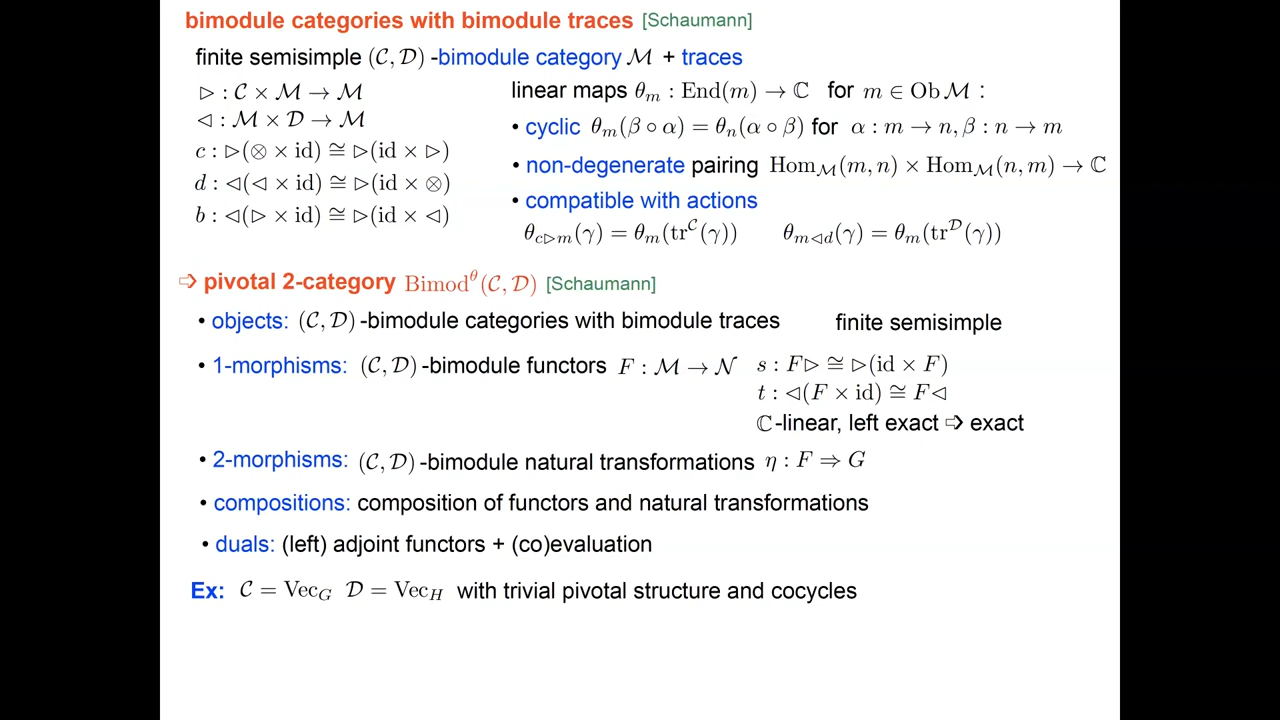 bimodule categories with bimodule traces [Schaumann]
finite semisimple (𝒞, 𝒟) -bimodule category ℳ + traces
▷ : 𝒞 × ℳ → ℳ
◁ : ℳ × 𝒟 → ℳ
c : ▷(⊗ × id) ≅ ▷(id × ▷)
d : ◁(◁ × id) ≅ ▷(id × ⊗)
b : ◁(▷ × id) ≅ ▷(id × ◁)
linear maps θ_m : End(m) → ℂ for m ∈ Ob ℳ :
• cyclic θ_m(β ∘ α) = θ_n(α ∘ β) for α : m → n, β : n → m
• non-degenerate pairing Hom_ℳ(m, n) × Hom_ℳ(n, m) → ℂ
• compatible with actions
θ_{c▷m}(γ) = θ_m(tr^𝒞(γ)) θ_{m◁d}(γ) = θ_m(tr^𝒟(γ))
➩ pivotal 2-category Bimod^θ(𝒞, 𝒟) [Schaumann]
• objects: (𝒞, 𝒟) -bimodule categories with bimodule traces finite semisimple
• 1-morphisms: (𝒞, 𝒟) -bimodule functors F : ℳ → 𝒩 s : F▷ ≅ ▷(id × F)
t : ◁(F × id) ≅ F◁
ℂ-linear, left exact ➩ exact
• 2-morphisms: (𝒞, 𝒟) -bimodule natural transformations η : F ⇒ G
• compositions: composition of functors and natural transformations
• duals: (left) adjoint functors + (co)evaluation
Ex: 𝒞 = Vec_G 𝒟 = Vec_H with trivial pivotal structure and cocycles